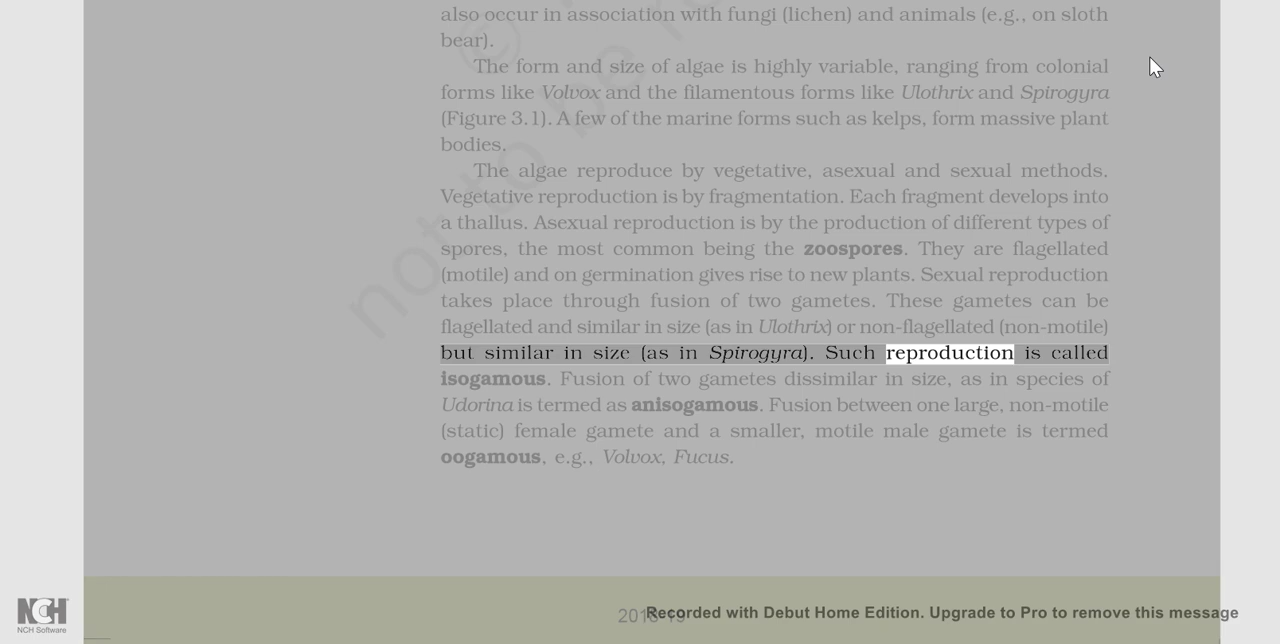 also occur in association with fungi (lichen) and animals (e.g., on sloth
bear).
The form and size of algae is highly variable, ranging from colonial
forms like Volvox and the filamentous forms like Ulothrix and Spirogyra
(Figure 3.1). A few of the marine forms such as kelps, form massive plant
bodies.
The algae reproduce by vegetative, asexual and sexual methods.
Vegetative reproduction is by fragmentation. Each fragment develops into
a thallus. Asexual reproduction is by the production of different types of
spores, the most common being the zoospores. They are flagellated
(motile) and on germination gives rise to new plants. Sexual reproduction
takes place through fusion of two gametes. These gametes can be
flagellated and similar in size (as in Ulothrix) or non-flagellated (non-motile)
but similar in size (as in Spirogyra). Such reproduction is called
isogamous. Fusion of two gametes dissimilar in size, as in species of
Udorina is termed as anisogamous. Fusion between one large, non-motile
(static) female gamete and a smaller, motile male gamete is termed
oogamous, e.g., Volvox, Fucus.
© not to be
Recorded with Debut Home Edition. Upgrade to Pro to remove this message
NCH
NCH Software